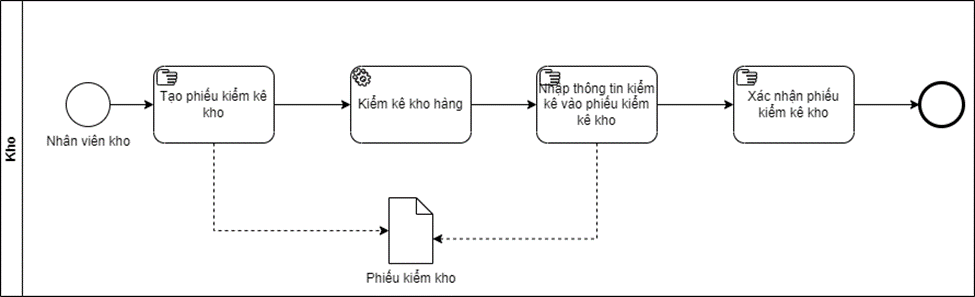 Kho
Nhân viên kho
Tạo phiếu kiểm kê
kho
Kiểm kê kho hàng
Nhập thông tin kiểm
kê vào phiếu kiểm
kê kho
Xác nhận phiếu
kiểm kê kho
Phiếu kiểm kho